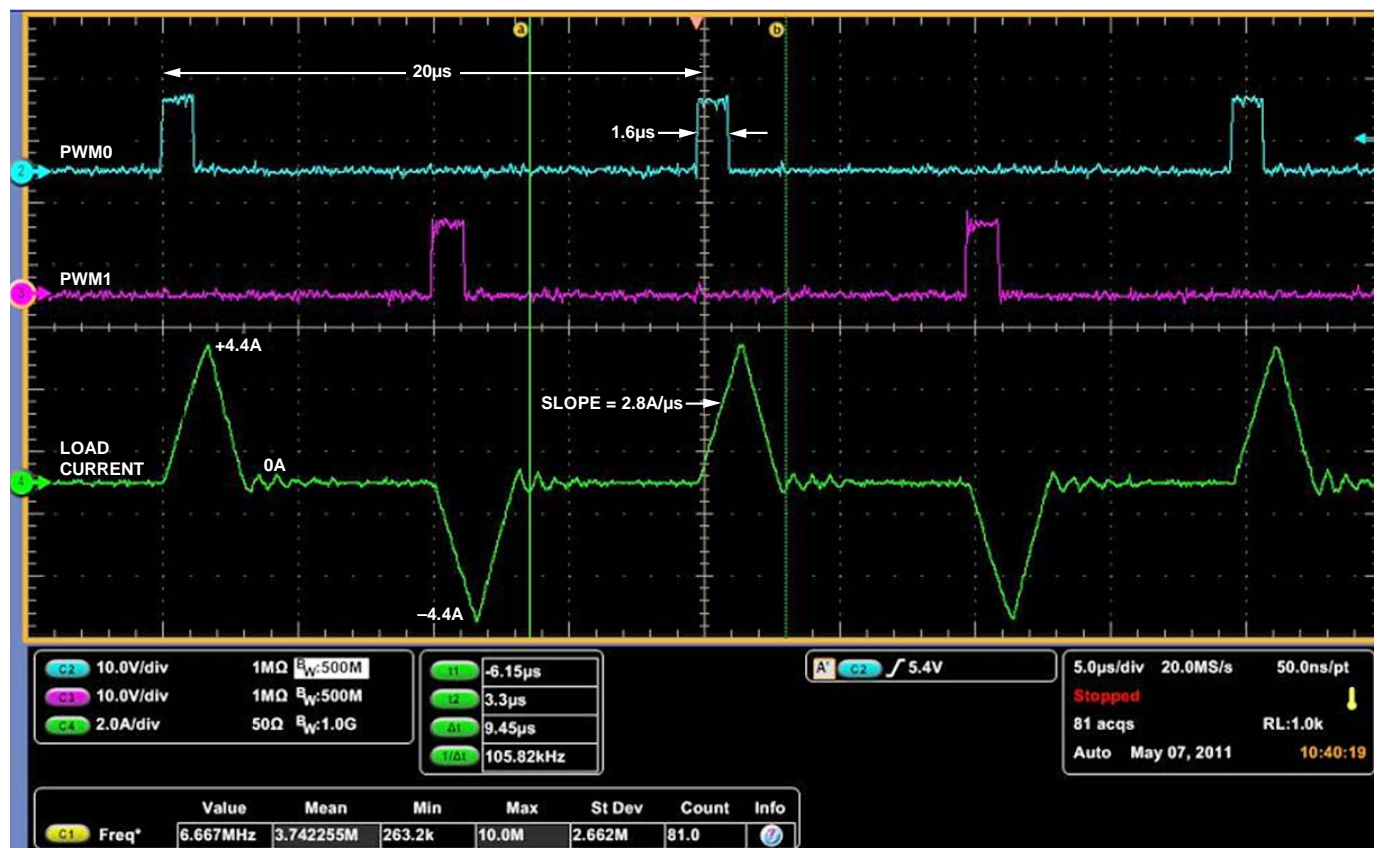 a
b
20µs
1.6µs
PWM0
2
PWM1
3
+4.4A
SLOPE = 2.8A/µs
LOAD
CURRENT
0A
4
–4.4A
C2 10.0V/div 1MΩ BW:500M
C3 10.0V/div 1MΩ BW:500M
C4 2.0A/div 50Ω BW:1.0G
t1 -6.15µs
t2 3.3µs
Δt 9.45µs
1/Δt 105.82kHz
A' C2 5.4V
5.0µs/div 20.0MS/s 50.0ns/pt
Stopped
81 acqs RL:1.0k
Auto May 07, 2011 10:40:19
Value Mean Min Max St Dev Count Info
C1 Freq* 6.667MHz 3.742255M 263.2k 10.0M 2.662M 81.0 ?